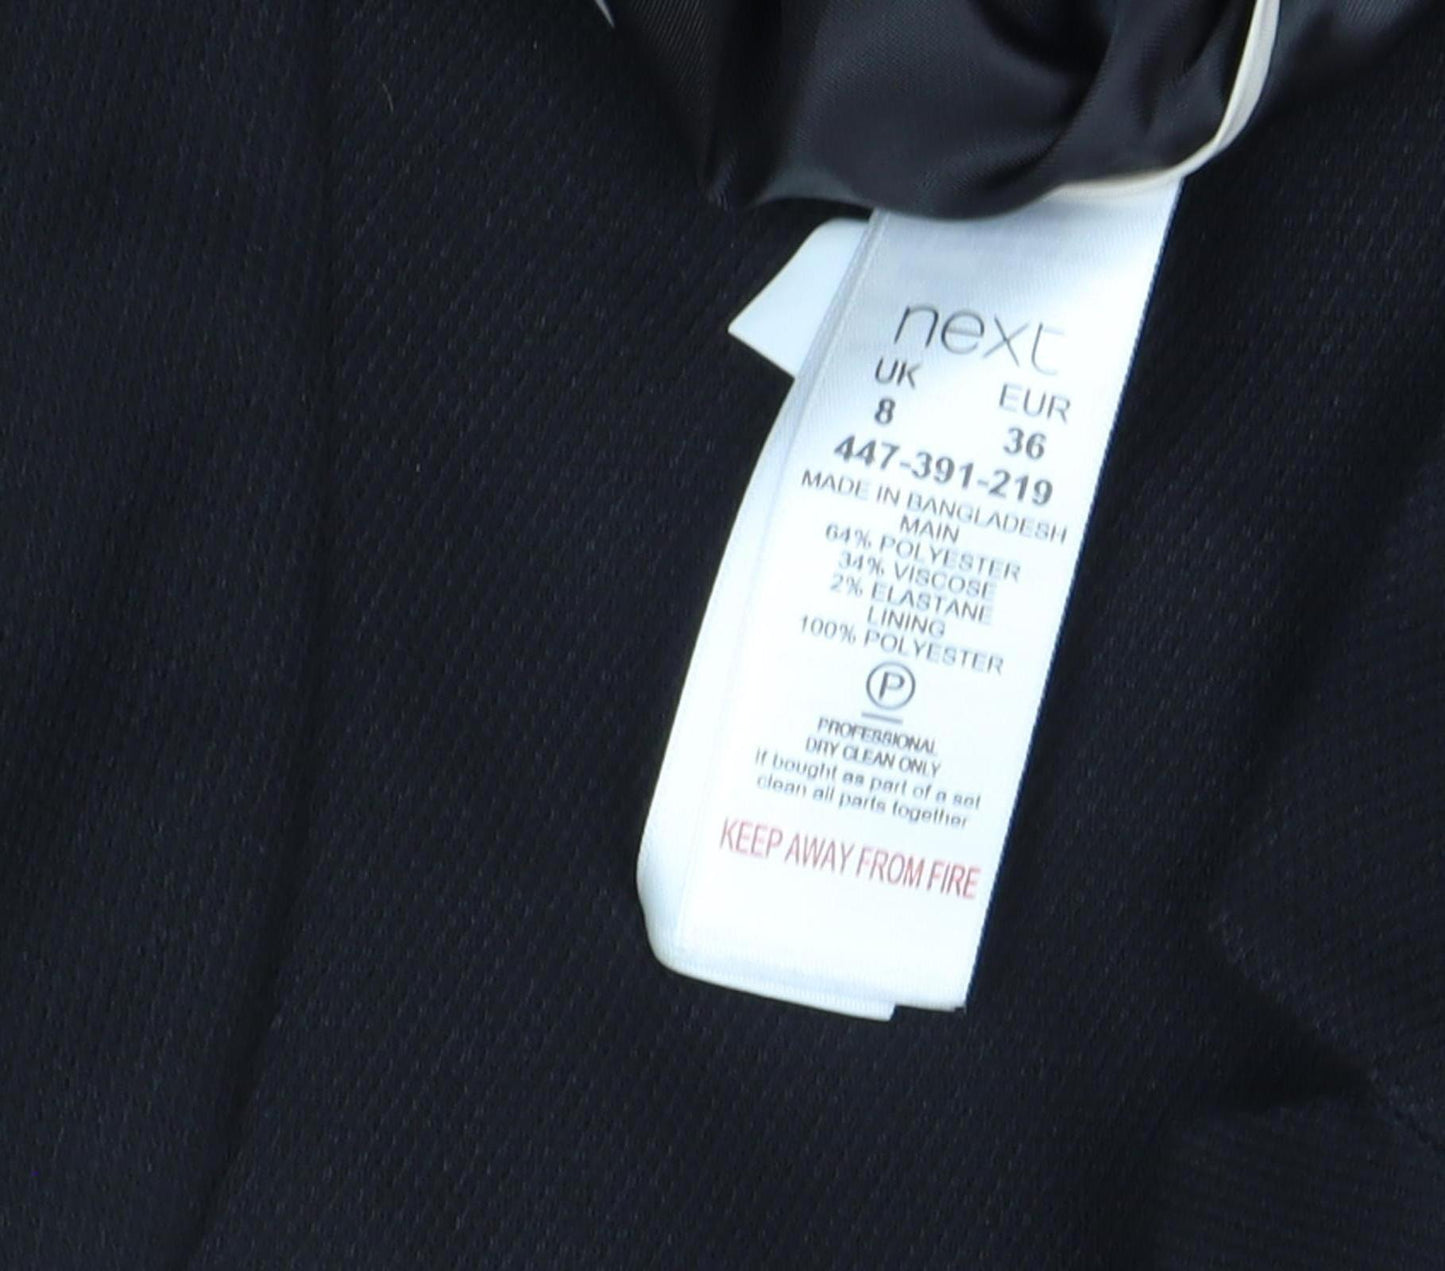 next
UK EUR
8 36
447-391-219
MADE IN BANGLADESH
MAIN
64% POLYESTER
34% VISCOSE
2% ELASTANE
LINING
100% POLYESTER
P
PROFESSIONAL
DRY CLEAN ONLY
If bought as part of a set
clean all parts together
KEEP AWAY FROM FIRE